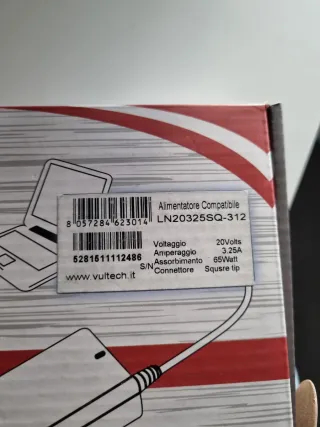 Alimentatore Compatibile
LN20325SQ-312
8 057284 623014
5281511112486
S/N
www.vultech.it
Voltaggio 20Volts
Amperaggio 3.25A
Assorbimento 65Watt
Connettore Squsre tip